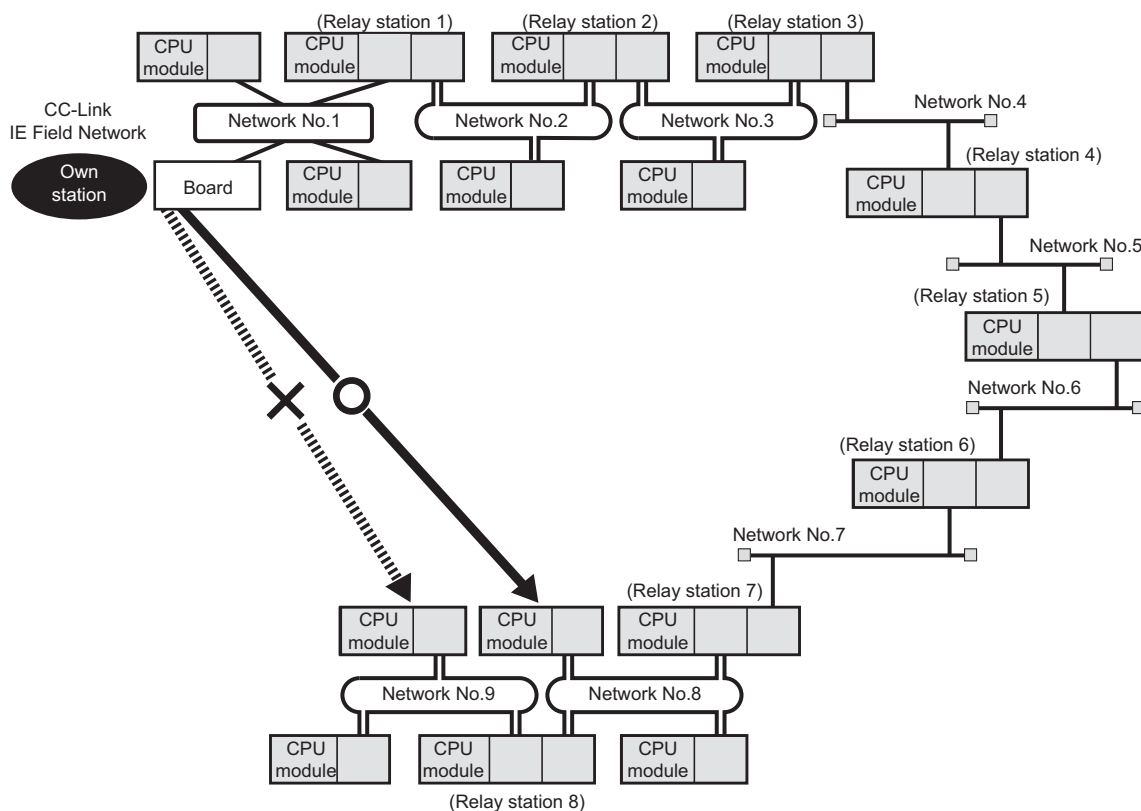 (Relay station 1)
(Relay station 2)
(Relay station 3)
CPU
module
CPU
module
CPU
module
CPU
module
CC-Link
IE Field Network
Network No.1
Network No.2
Network No.3
Network No.4
(Relay station 4)
Own
station
Board
CPU
module
CPU
module
CPU
module
CPU
module
Network No.5
(Relay station 5)
CPU
module
Network No.6
(Relay station 6)
CPU
module
Network No.7
(Relay station 7)
CPU
module
CPU
module
CPU
module
Network No.9
Network No.8
CPU
module
CPU
module
CPU
module
(Relay station 8)